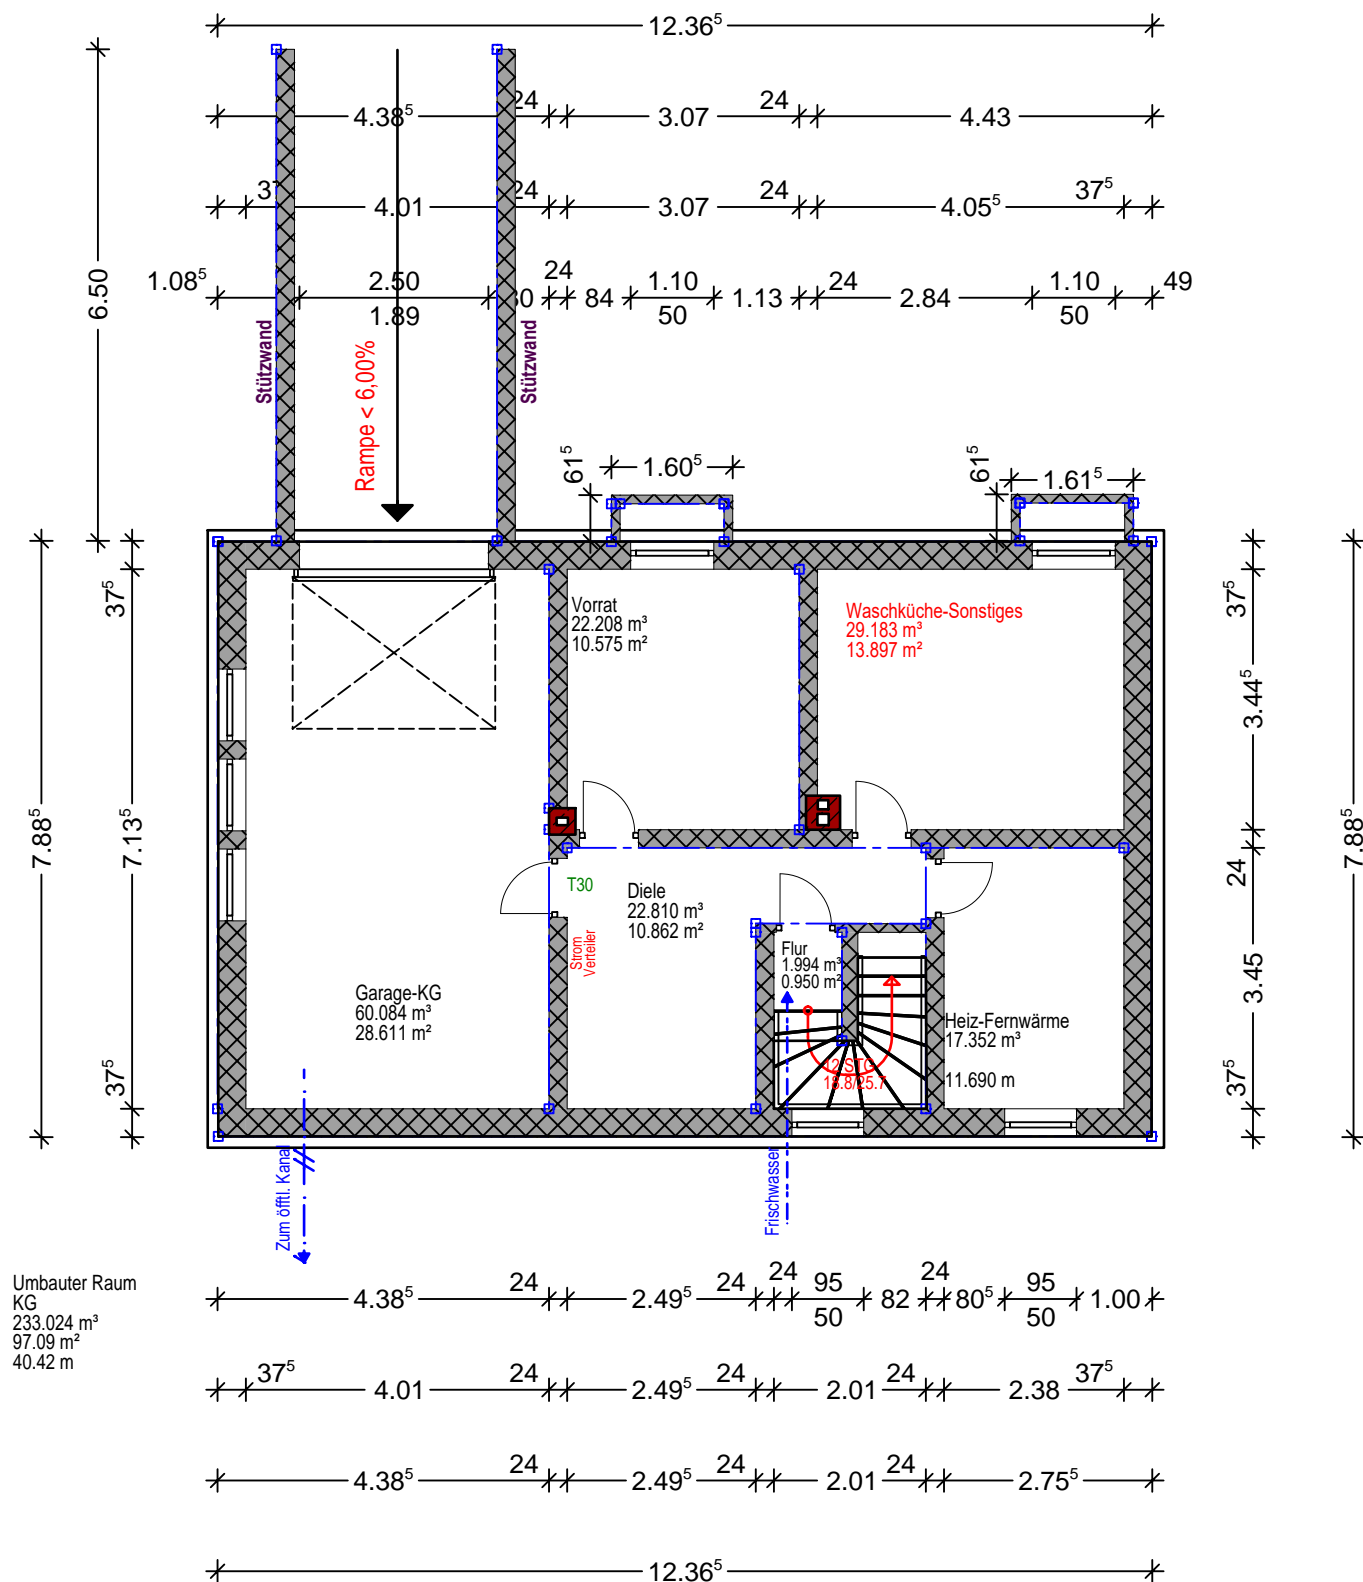 12.36⁵
24
24
4.38⁵
3.07
4.43
37
24
24
37⁵
4.01
3.07
4.05⁵
1.08⁵
2.50
24
1.10
24
1.10
49
84
1.13
2.84
1.89
50
50
6.50
Stützwand
Rampe < 6,00%
Stützwand
61⁵
1.60⁵
61⁵
1.61⁵
37⁵
7.13⁵
37⁵
7.88⁵
Vorrat
22.208 m³
10.575 m²
Waschküche-Sonstiges
29.183 m³
13.897 m²
37⁵
3.44⁵
24
3.45
37⁵
7.88⁵
T30
Diele
22.810 m³
10.862 m²
Strom
Verteiler
Flur
1.994 m³
0.950 m²
Garage-KG
60.084 m³
28.611 m²
Heiz-Fernwärme
17.352 m³
11.690 m
12 STG
18.8/25.7
Zum öfftl. Kanal
Frischwasser
Umbauter Raum
KG
233.024 m³
97.09 m²
40.42 m
24
24
24
95
24
95
4.38⁵
2.49⁵
82
80⁵
1.00
50
50
37⁵
24
24
24
37⁵
4.01
2.49⁵
2.01
2.38
24
24
24
4.38⁵
2.49⁵
2.01
2.75⁵
12.36⁵